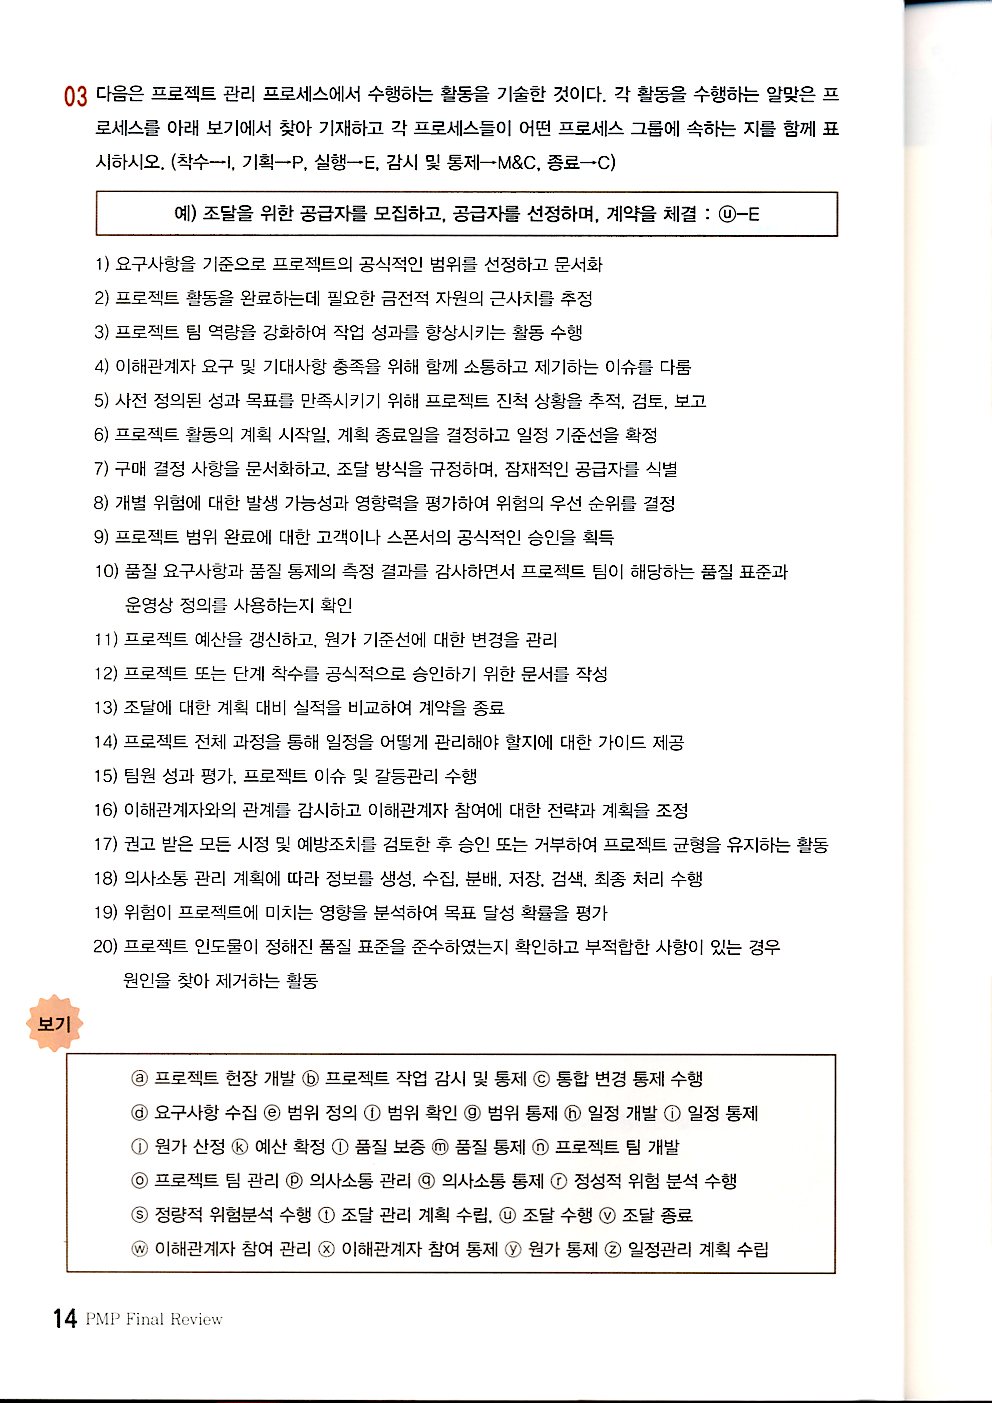 03 다음은 프로젝트 관리 프로세스에서 수행하는 활동을 기술한 것이다. 각 활동을 수행하는 알맞은 프
로세스를 아래 보기에서 찾아 기재하고 각 프로세스들이 어떤 프로세스 그룹에 속하는 지를 함께 표
시하시오. (착수→I, 기획→P, 실행→E, 감시 및 통제→M&C, 종료→C)
예) 조달을 위한 공급자를 모집하고, 공급자를 선정하며, 계약을 체결 : ⓤ-E
1) 요구사항을 기준으로 프로젝트의 공식적인 범위를 선정하고 문서화
2) 프로젝트 활동을 완료하는데 필요한 금전적 자원의 근사치를 추정
3) 프로젝트 팀 역량을 강화하여 작업 성과를 향상시키는 활동 수행
4) 이해관계자 요구 및 기대사항 충족을 위해 함께 소통하고 제기하는 이슈를 다룸
5) 사전 정의된 성과 목표를 만족시키기 위해 프로젝트 진척 상황을 추적, 검토, 보고
6) 프로젝트 활동의 계획 시작일, 계획 종료일을 결정하고 일정 기준선을 확정
7) 구매 결정 사항을 문서화하고, 조달 방식을 규정하며, 잠재적인 공급자를 식별
8) 개별 위험에 대한 발생 가능성과 영향력을 평가하여 위험의 우선 순위를 결정
9) 프로젝트 범위 완료에 대한 고객이나 스폰서의 공식적인 승인을 획득
10) 품질 요구사항과 품질 통제의 측정 결과를 감사하면서 프로젝트 팀이 해당하는 품질 표준과
운영상 정의를 사용하는지 확인
11) 프로젝트 예산을 갱신하고, 원가 기준선에 대한 변경을 관리
12) 프로젝트 또는 단계 착수를 공식적으로 승인하기 위한 문서를 작성
13) 조달에 대한 계획 대비 실적을 비교하여 계약을 종료
14) 프로젝트 전체 과정을 통해 일정을 어떻게 관리해야 할지에 대한 가이드 제공
15) 팀원 성과 평가, 프로젝트 이슈 및 갈등관리 수행
16) 이해관계자와의 관계를 감시하고 이해관계자 참여에 대한 전략과 계획을 조정
17) 권고 받은 모든 시정 및 예방조치를 검토한 후 승인 또는 거부하여 프로젝트 균형을 유지하는 활동
18) 의사소통 관리 계획에 따라 정보를 생성, 수집, 분배, 저장, 검색, 최종 처리 수행
19) 위험이 프로젝트에 미치는 영향을 분석하여 목표 달성 확률을 평가
20) 프로젝트 인도물이 정해진 품질 표준을 준수하였는지 확인하고 부적합한 사항이 있는 경우
원인을 찾아 제거하는 활동
보기
ⓐ 프로젝트 헌장 개발 ⓑ 프로젝트 작업 감시 및 통제 ⓒ 통합 변경 통제 수행
ⓓ 요구사항 수집 ⓔ 범위 정의 ⓕ 범위 확인 ⓖ 범위 통제 ⓗ 일정 개발 ⓘ 일정 통제
ⓙ 원가 산정 ⓚ 예산 확정 ⓛ 품질 보증 ⓜ 품질 통제 ⓝ 프로젝트 팀 개발
ⓞ 프로젝트 팀 관리 ⓟ 의사소통 관리 ⓠ 의사소통 통제 ⓡ 정성적 위험 분석 수행
ⓢ 정량적 위험분석 수행 ⓣ 조달 관리 계획 수립, ⓤ 조달 수행 ⓥ 조달 종료
ⓦ 이해관계자 참여 관리 ⓧ 이해관계자 참여 통제 ⓨ 원가 통제 ⓩ 일정관리 계획 수립
14 PMP Final Review